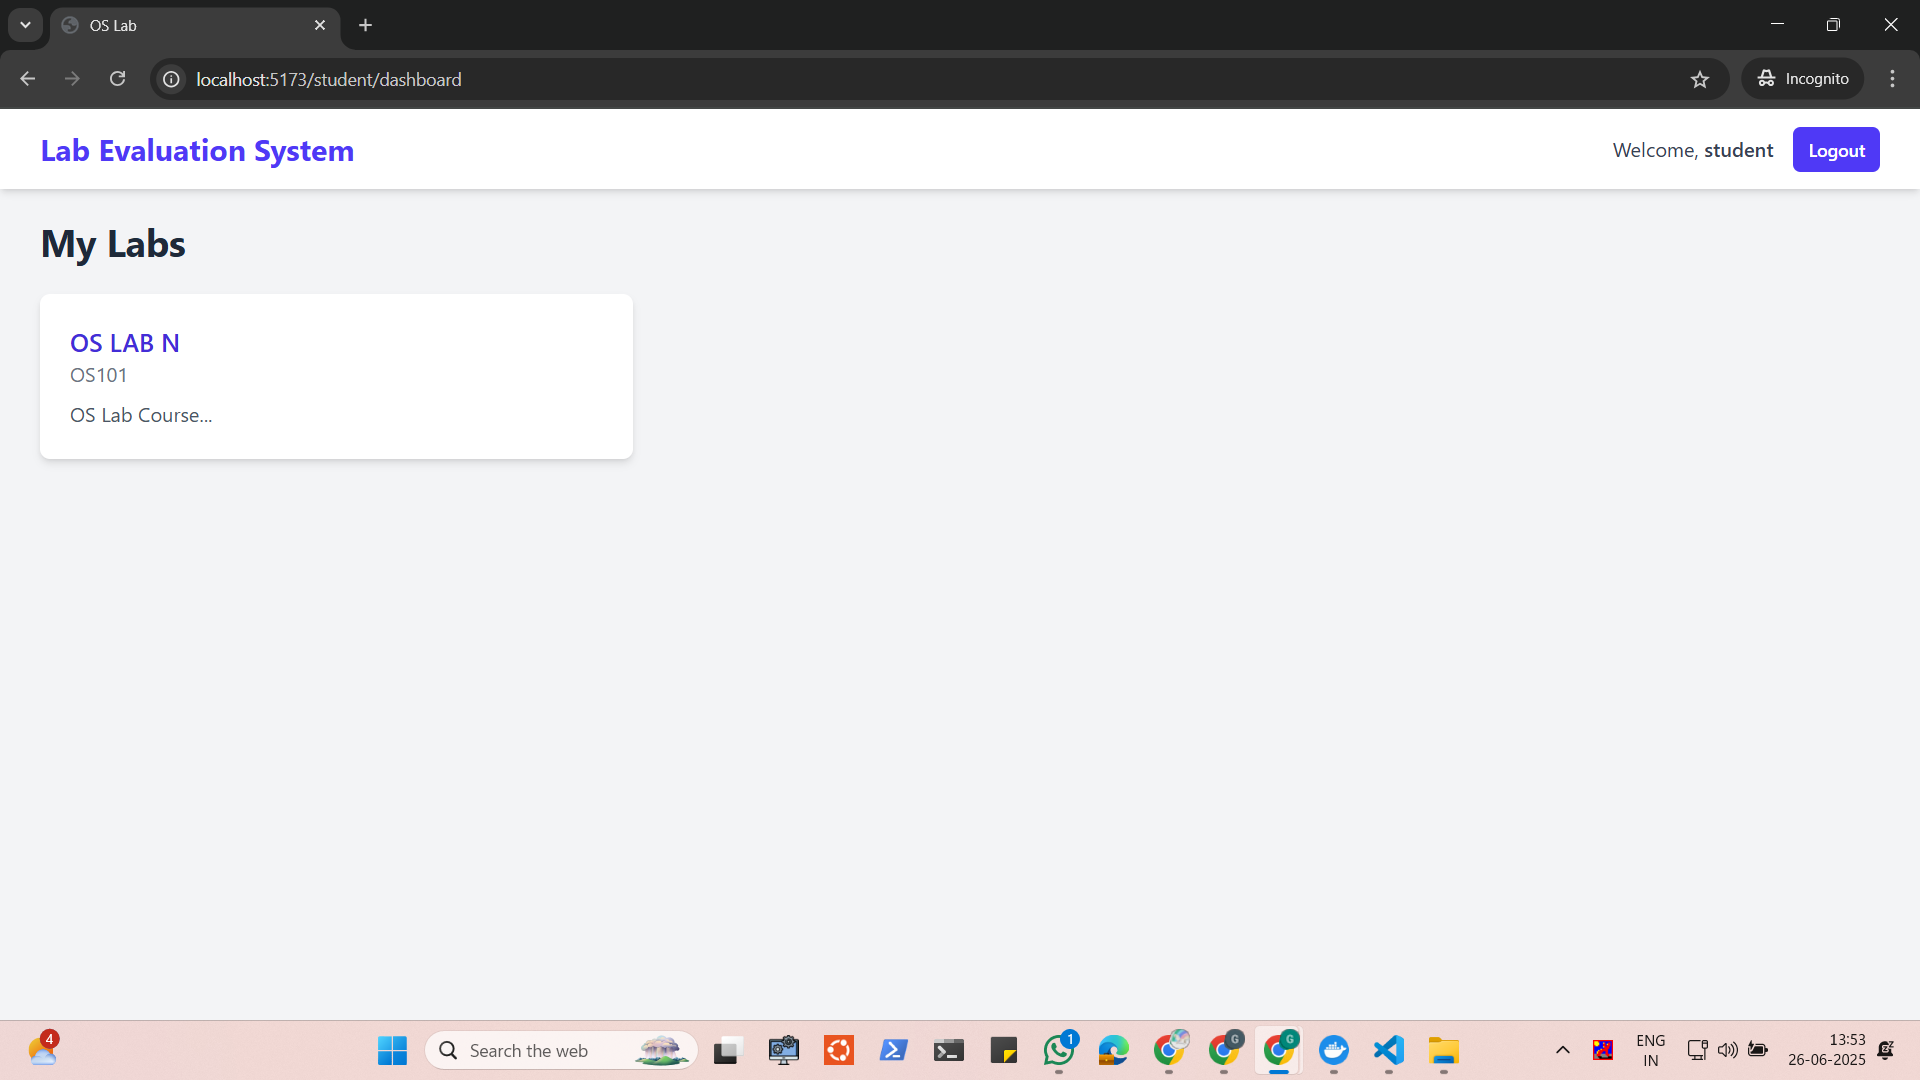 OS Lab
localhost:5173/student/dashboard
Incognito
Lab Evaluation System
Welcome, student
Logout
My Labs
OS LAB N
OS101
OS Lab Course...
4
Search the web
1
G
G
ENG
IN
13:53
26-06-2025